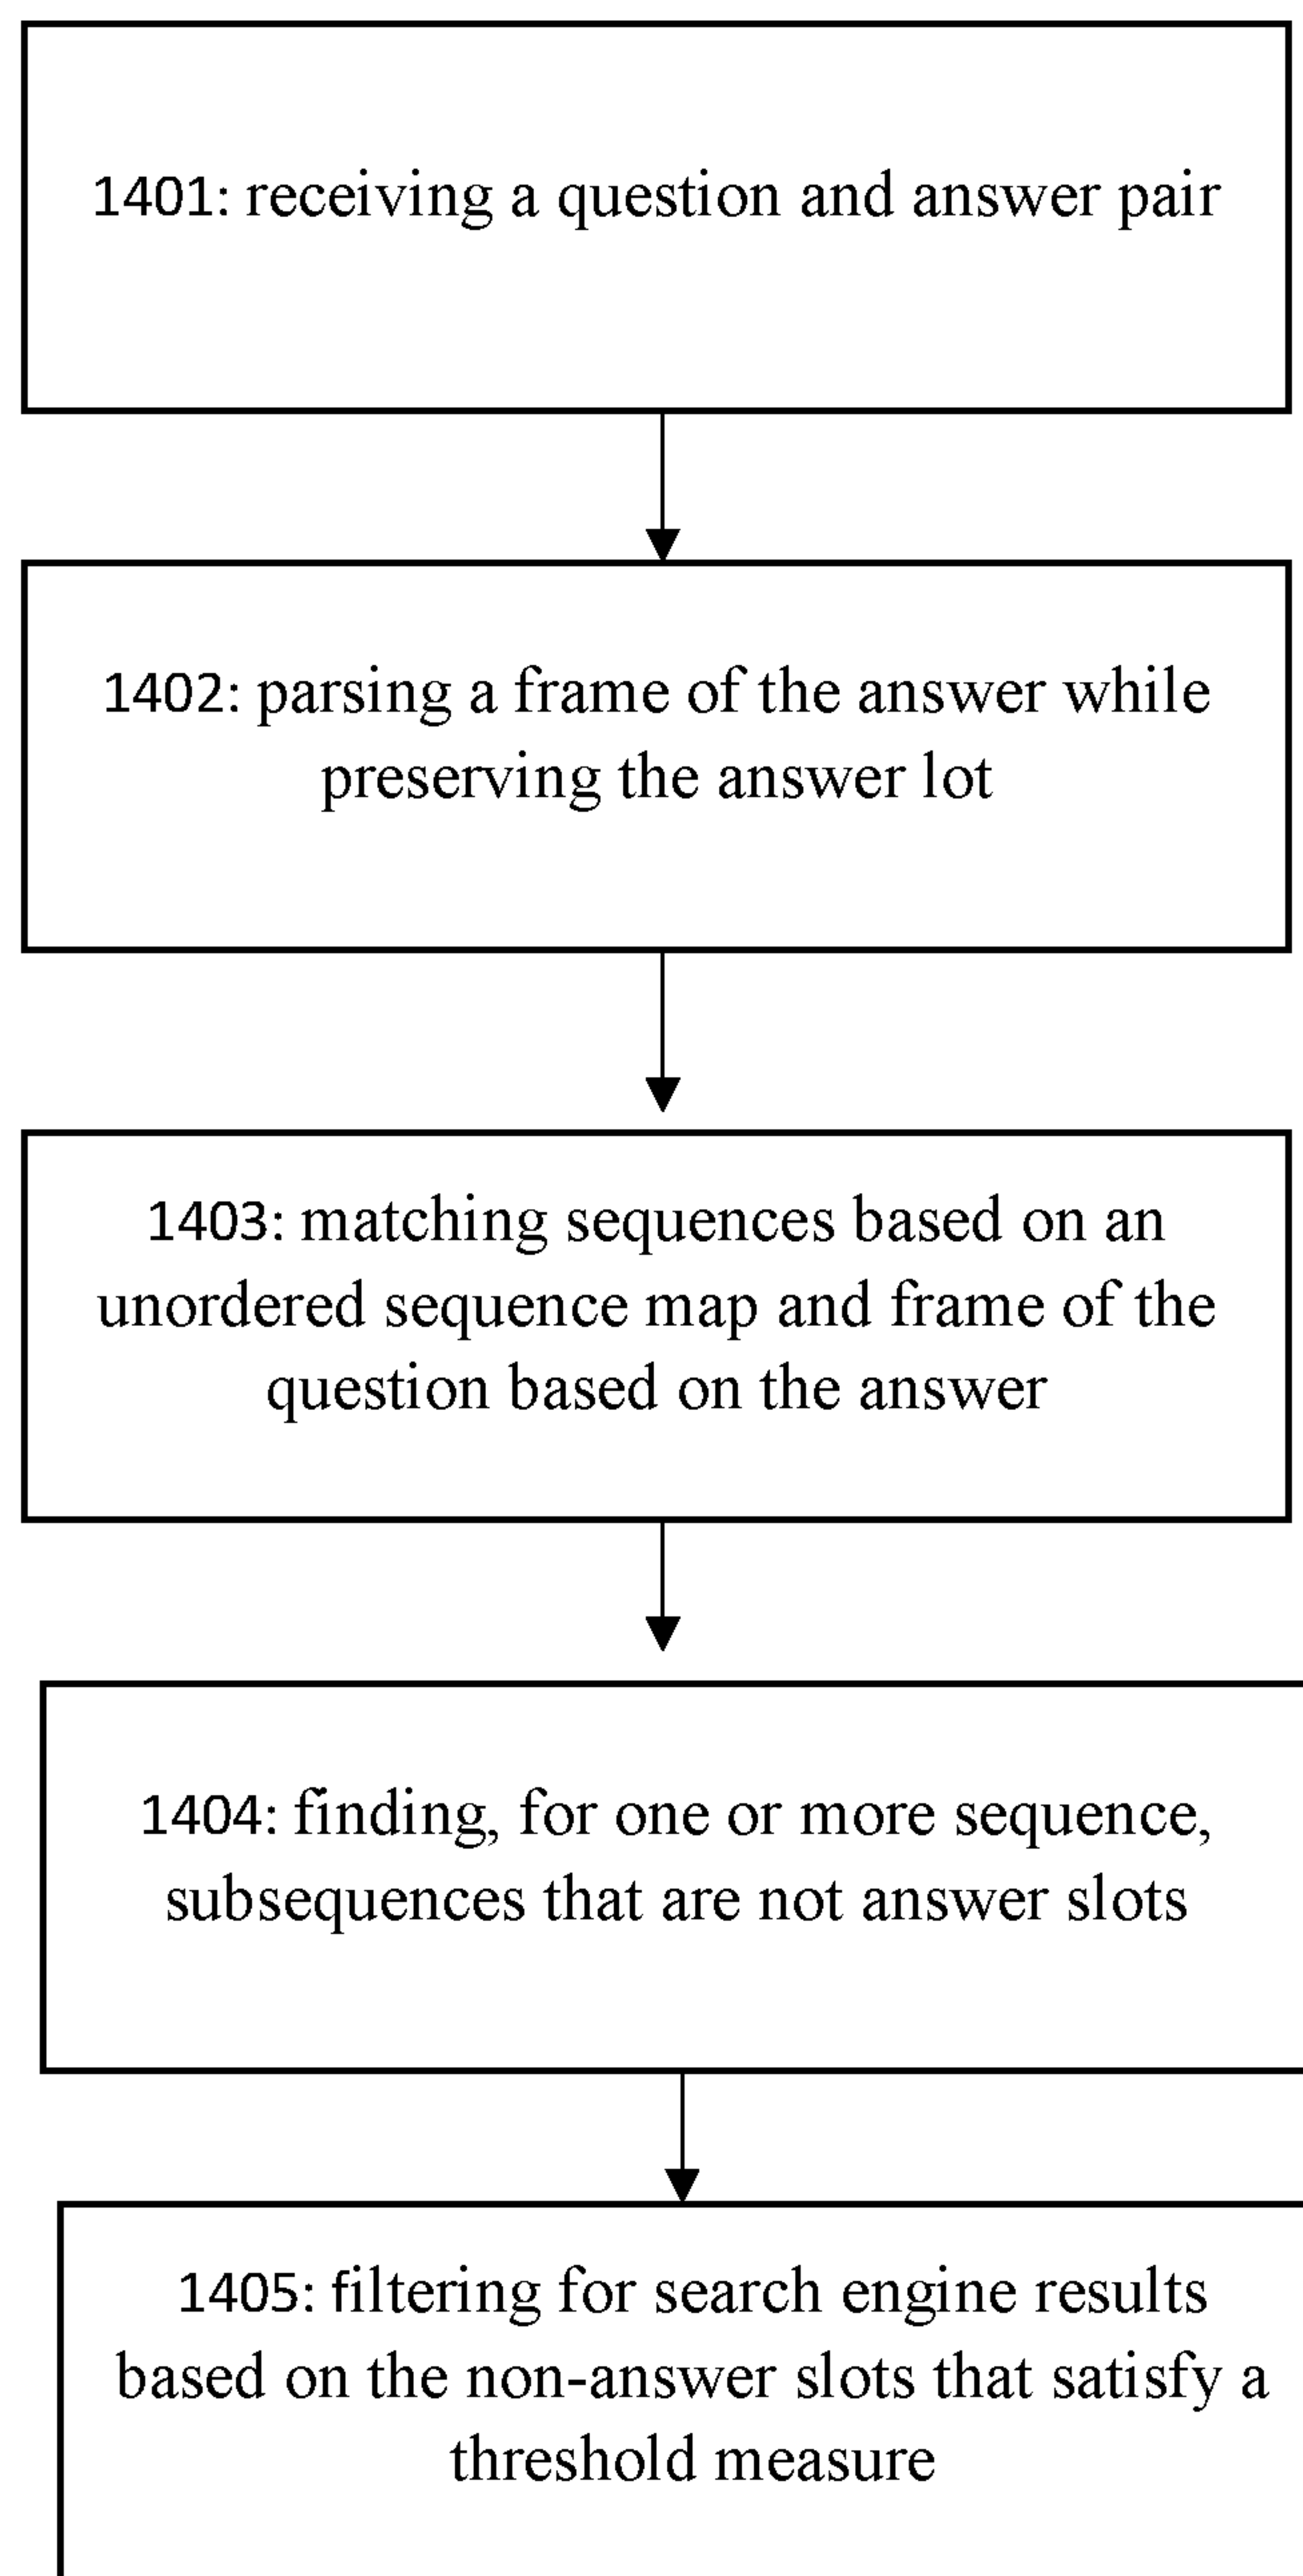 1401: receiving a question and answer pair
1402: parsing a frame of the answer while
preserving the answer lot
1403: matching sequences based on an
unordered sequence map and frame of the
question based on the answer
1404: finding, for one or more sequence,
subsequences that are not answer slots
1405: filtering for search engine results
based on the non-answer slots that satisfy a
threshold measure